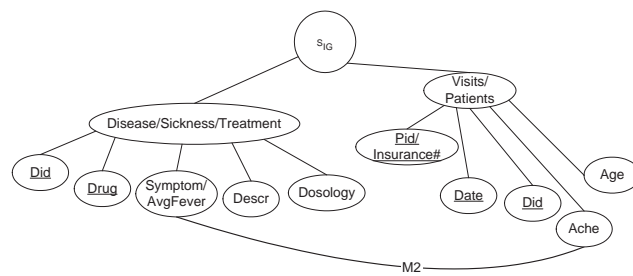 S_IG
Visits/
Patients
Disease/Sickness/Treatment
Pid/
Insurance#
Did
Drug
Symptom/
AvgFever
Descr
Dosology
Date
Did
Age
Ache
M2